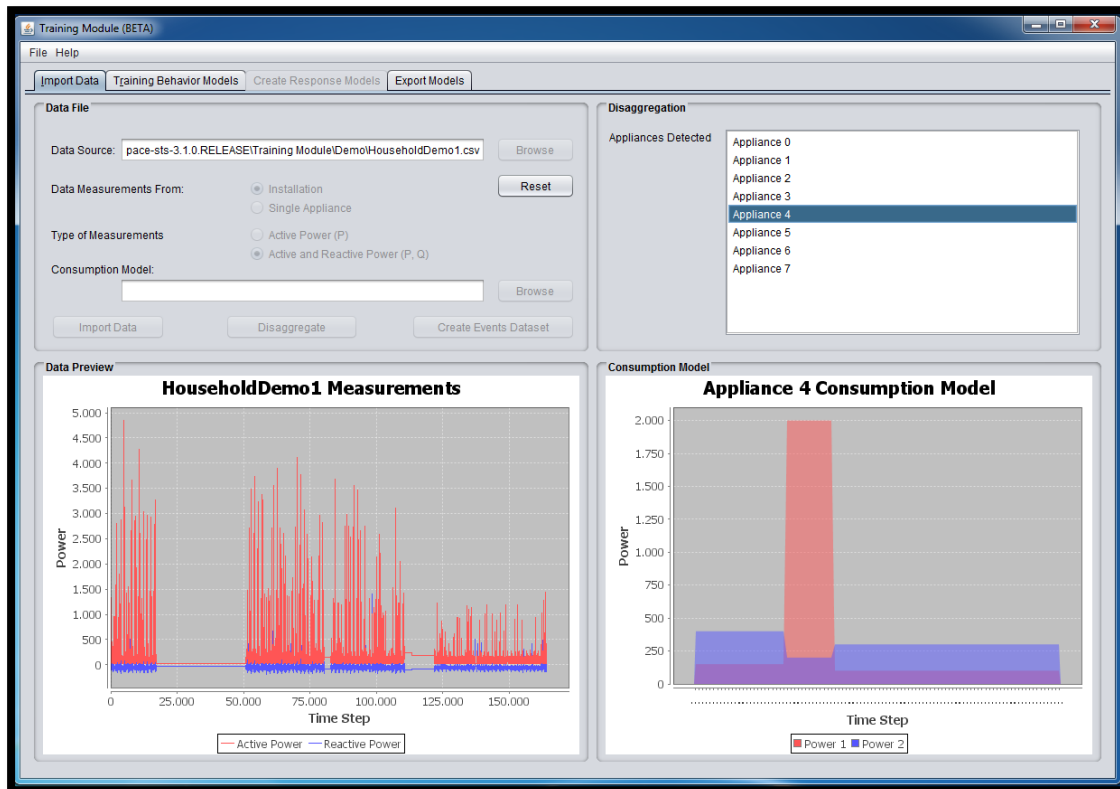 Training Module (BETA)
File Help
Import Data Training Behavior Models Create Response Models Export Models
Data File
Data Source: pace-sts-3.1.0.RELEASE\Training Module\Demo\HouseholdDemo1.csv Browse
Data Measurements From: Installation Reset
Single Appliance
Type of Measurements Active Power (P)
Active and Reactive Power (P, Q)
Consumption Model:
Browse
Import Data Disaggregate Create Events Dataset
Disaggregation
Appliances Detected
Appliance 0
Appliance 1
Appliance 2
Appliance 3
Appliance 4
Appliance 5
Appliance 6
Appliance 7
Data Preview
HouseholdDemo1 Measurements
Power
5.000
4.500
4.000
3.500
3.000
2.500
2.000
1.500
1.000
500
0
0 25.000 50.000 75.000 100.000 125.000 150.000
Time Step
Active Power Reactive Power
Consumption Model
Appliance 4 Consumption Model
Power
2.000
1.750
1.500
1.250
1.000
750
500
250
0
Time Step
Power 1 Power 2